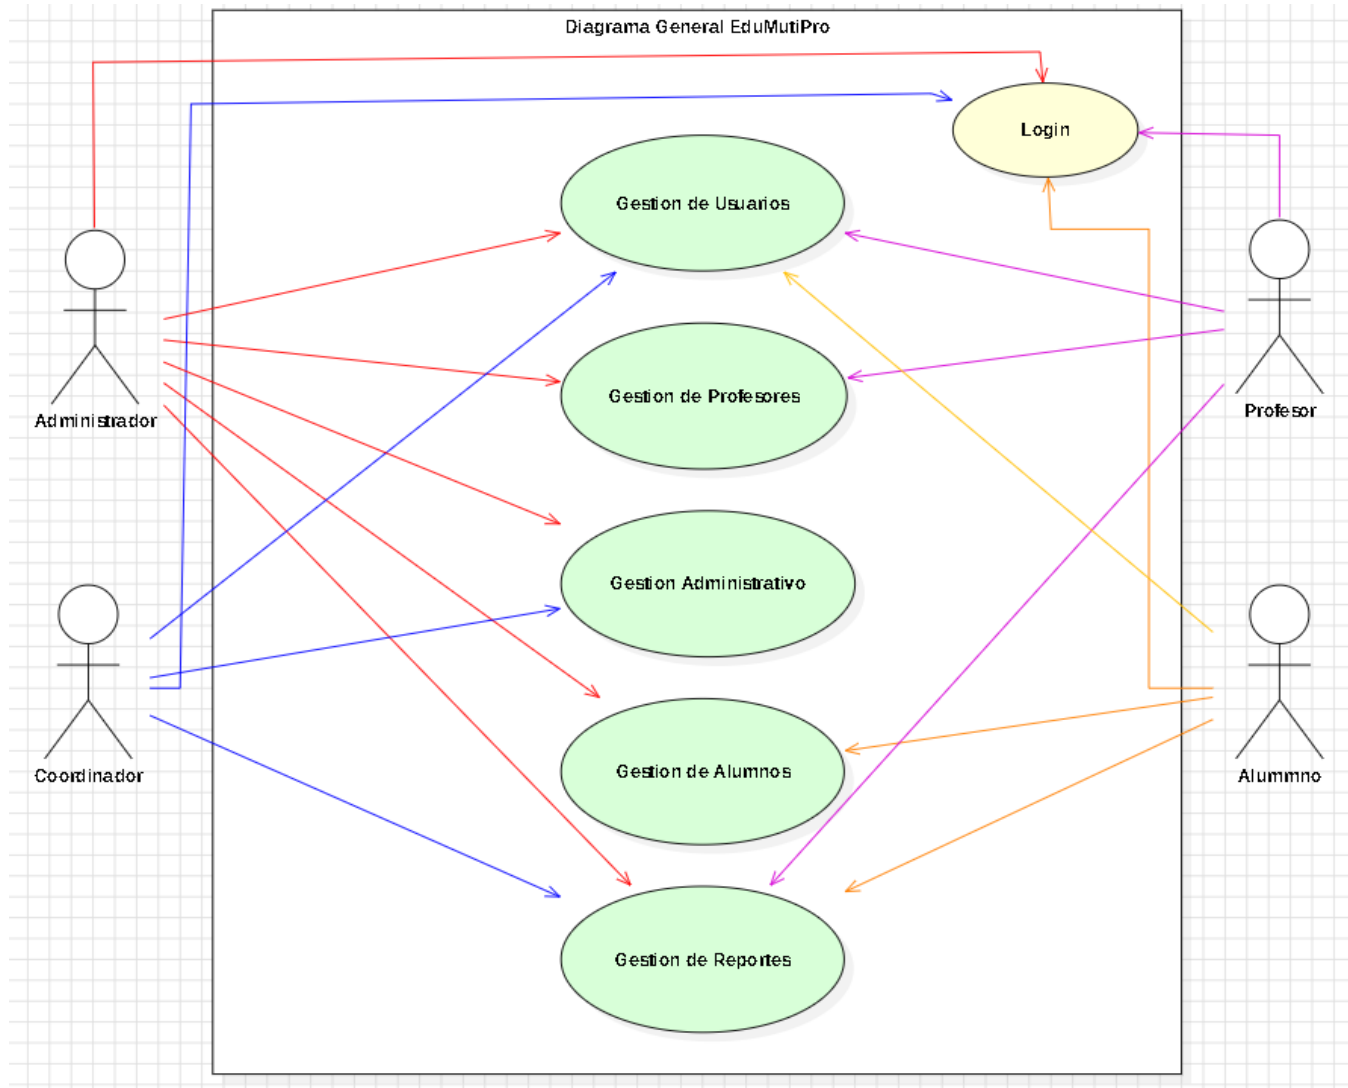 Diagrama General EduMutiPro
Login
Gestion de Usuarios
Gestion de Profesores
Administrador
Profesor
Gestion Administrativo
Gestion de Alumnos
Coordinador
Alummno
Gestion de Reportes